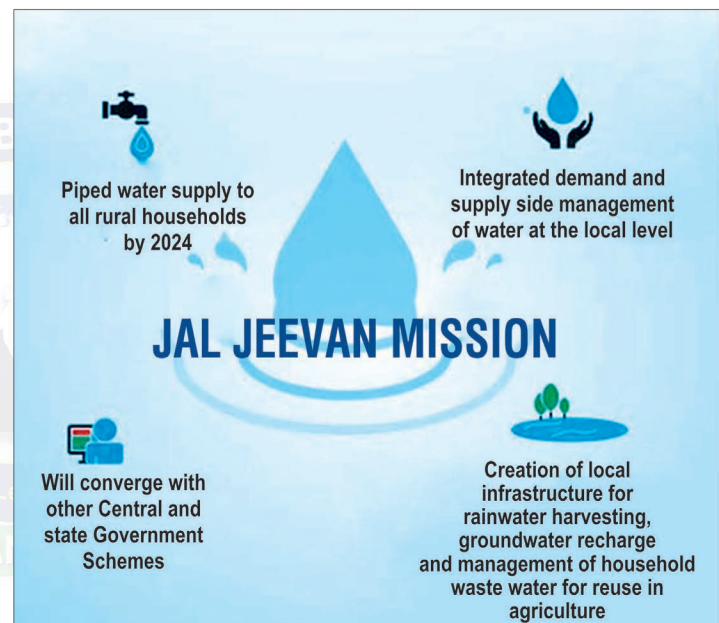 Piped water supply to
all rural households
by 2024
Integrated demand and
supply side management
of water at the local level
JAL JEEVAN MISSION
Will converge with
other Central and
state Government
Schemes
Creation of local
infrastructure for
rainwater harvesting,
groundwater recharge
and management of household
waste water for reuse in
agriculture